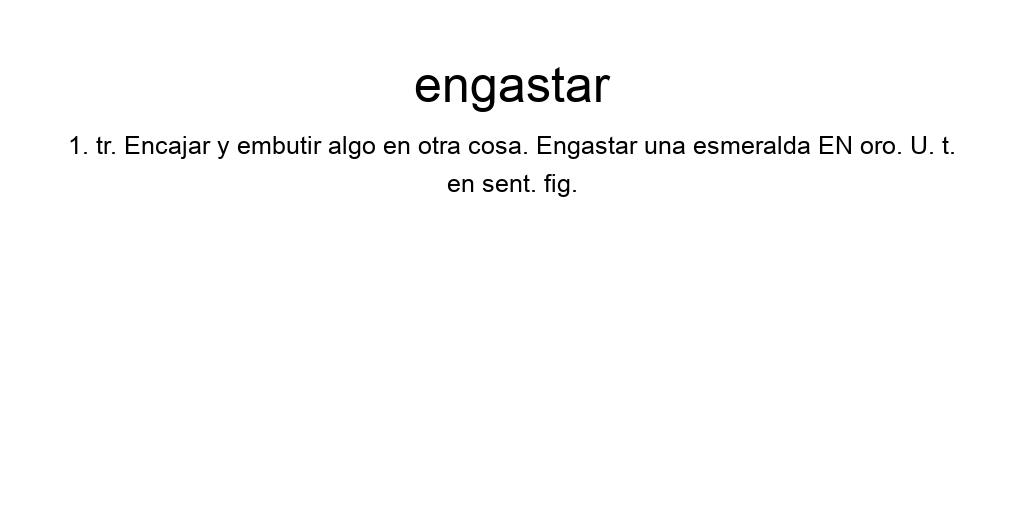 engastar
1. tr. Encajar y embutir algo en otra cosa. Engastar una esmeralda EN oro. U. t.
en sent. fig.